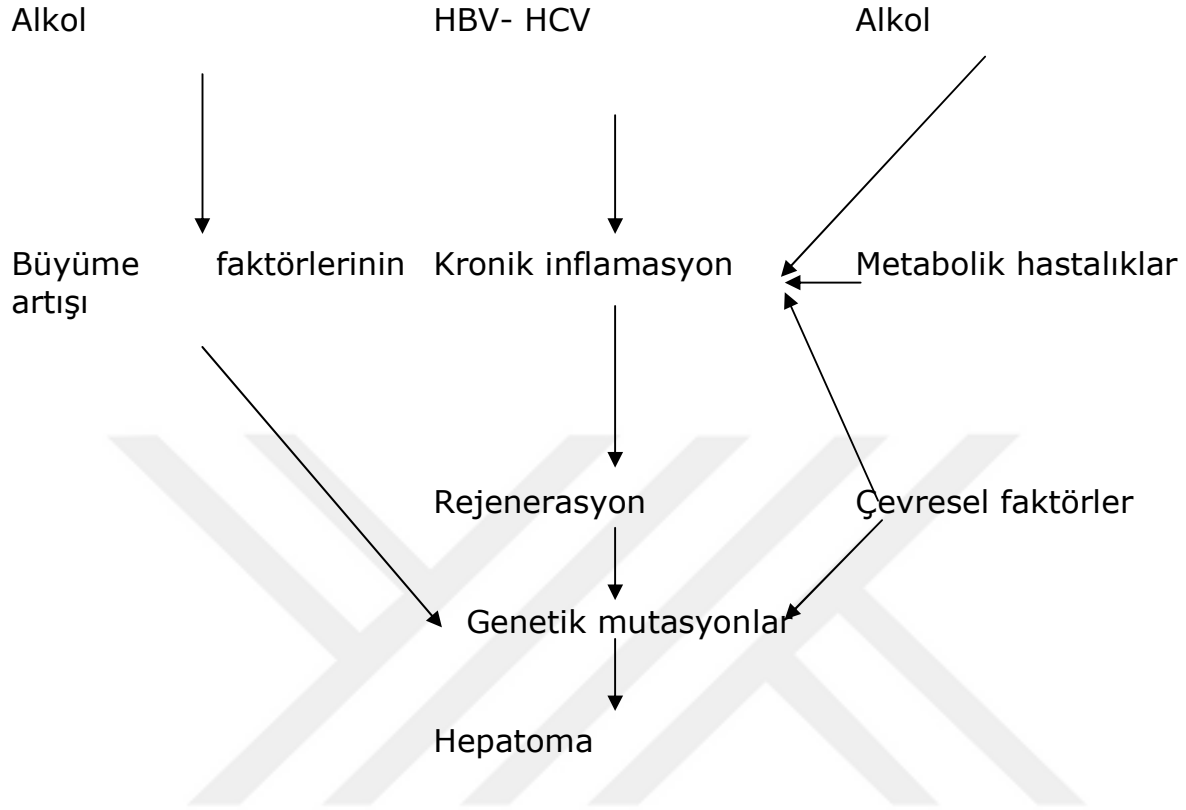 Alkol HBV- HCV Alkol
Büyüme faktörlerinin Kronik inflamasyon Metabolik hastalıklar
artışı
Rejenerasyon Çevresel faktörler
Genetik mutasyonlar
Hepatoma